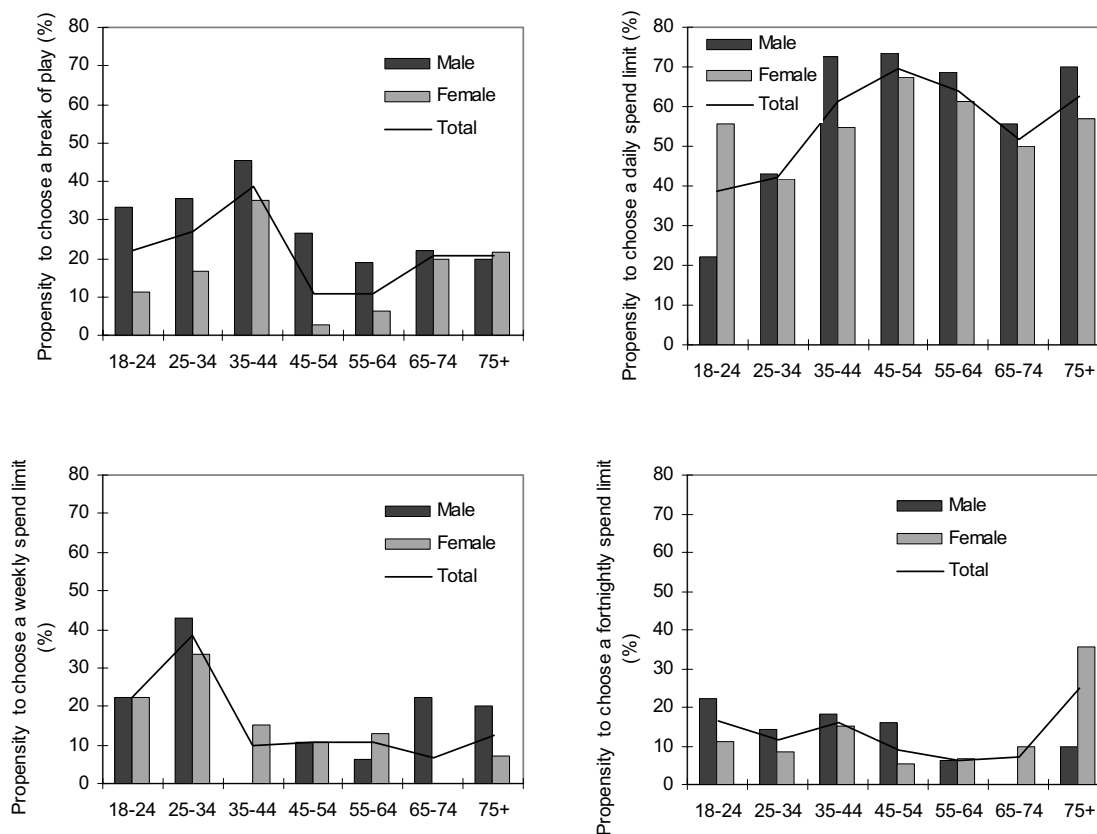 Propensity to choose a break of play (%)
80
70
60
50
40
30
20
10
0
Male
Female
Total
18-24 25-34 35-44 45-54 55-64 65-74 75+
Propensity to choose a daily spend limit (%)
80
70
60
50
40
30
20
10
0
Male
Female
Total
18-24 25-34 35-44 45-54 55-64 65-74 75+
Propensity to choose a weekly spend limit
(%)
80
70
60
50
40
30
20
10
0
Male
Female
Total
18-24 25-34 35-44 45-54 55-64 65-74 75+
Propensity to choose a fortnightly spend limit
(%)
80
70
60
50
40
30
20
10
0
Male
Female
Total
18-24 25-34 35-44 45-54 55-64 65-74 75+